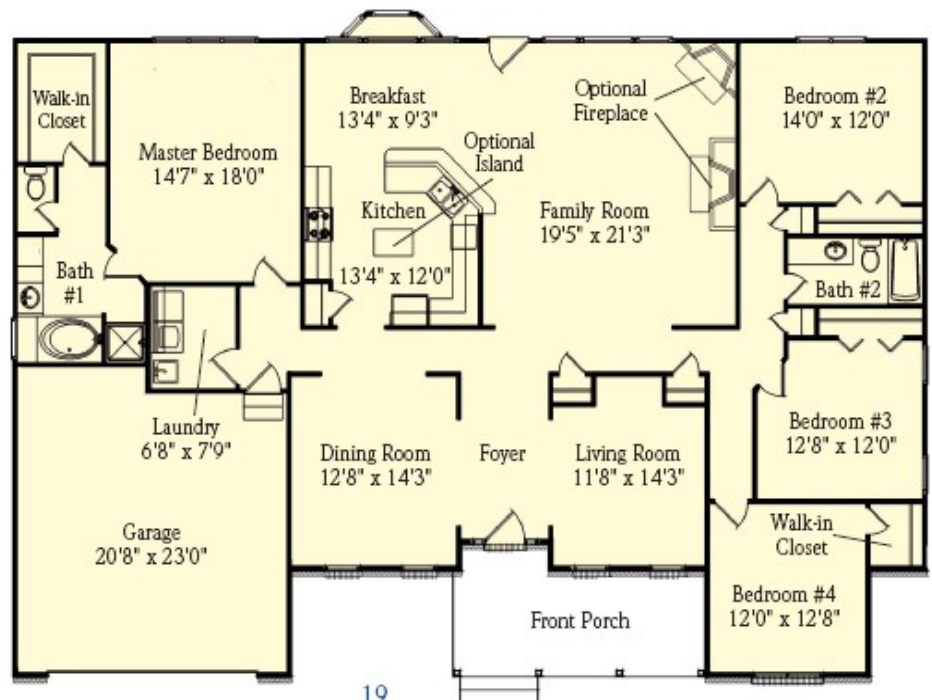 Walk-in
Closet
Master Bedroom
14'7" x 18'0"
Breakfast
13'4" x 9'3"
Optional
Island
Kitchen
13'4" x 12'0"
Optional
Fireplace
Family Room
19'5" x 21'3"
Bedroom #2
14'0" x 12'0"
Bath
#1
Bath #2
Laundry
6'8" x 7'9"
Dining Room
12'8" x 14'3"
Foyer
Living Room
11'8" x 14'3"
Bedroom #3
12'8" x 12'0"
Garage
20'8" x 23'0"
Walk-in
Closet
Bedroom #4
12'0" x 12'8"
Front Porch
19